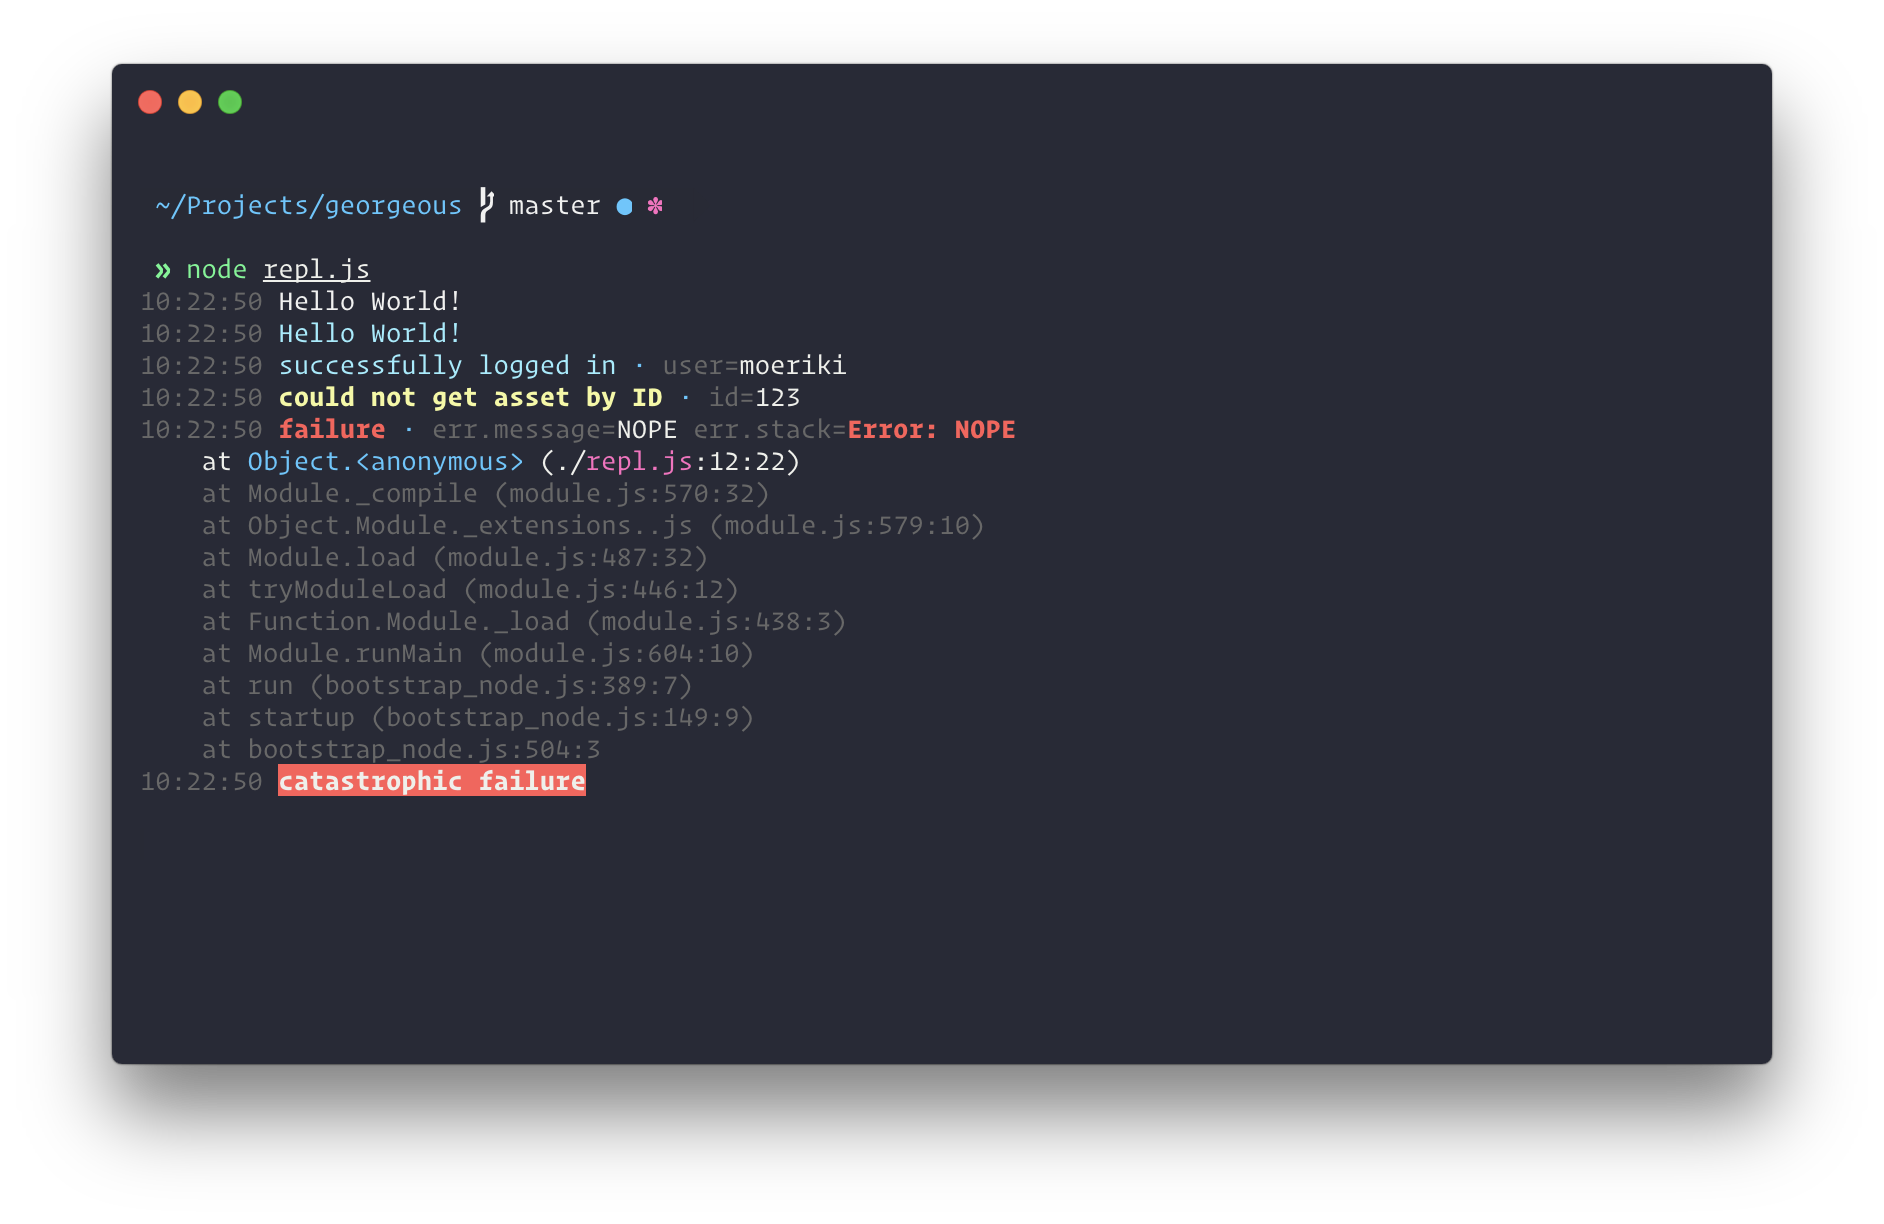 ~/Projects/georgeous master ● ✽
» node repl.js
10:22:50 Hello World!
10:22:50 Hello World!
10:22:50 successfully logged in · user=moeriki
10:22:50 could not get asset by ID · id=123
10:22:50 failure · err.message=NOPE err.stack=Error: NOPE
at Object.<anonymous> (./repl.js:12:22)
at Module._compile (module.js:570:32)
at Object.Module._extensions..js (module.js:579:10)
at Module.load (module.js:487:32)
at tryModuleLoad (module.js:446:12)
at Function.Module._load (module.js:438:3)
at Module.runMain (module.js:604:10)
at run (bootstrap_node.js:389:7)
at startup (bootstrap_node.js:149:9)
at bootstrap_node.js:504:3
10:22:50 catastrophic failure